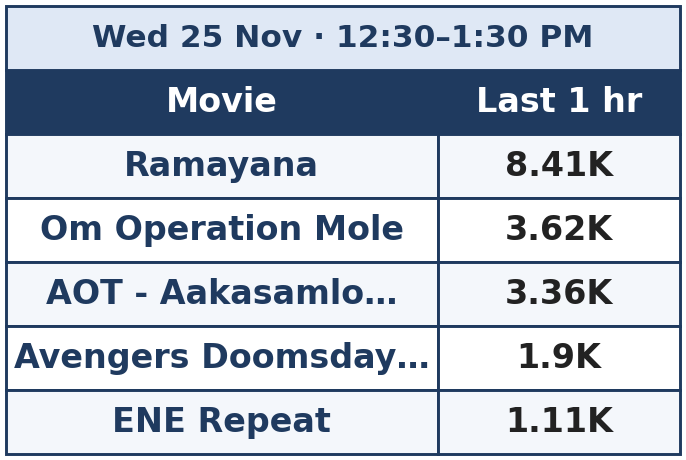 Wed 25 Nov · 12:30–1:30 PM
Movie Last 1 hr
Ramayana 8.41K
Om Operation Mole 3.62K
AOT - Aakasamlo... 3.36K
Avengers Doomsday... 1.9K
ENE Repeat 1.11K